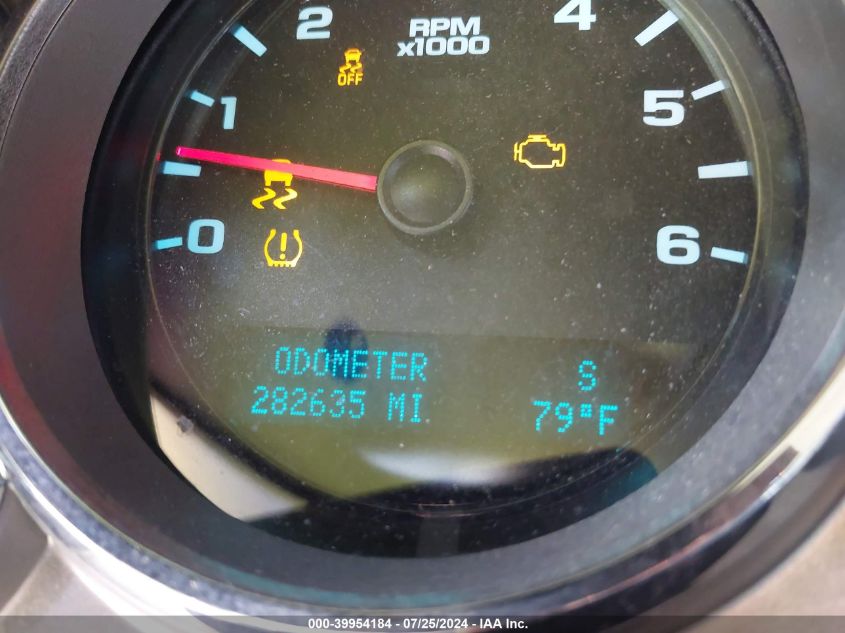 2
4
RPM
x1000
OFF
1
5
0
6
ODOMETER
S
282635 MI
79°F
000-39954184 - 07/25/2024 - IAA Inc.